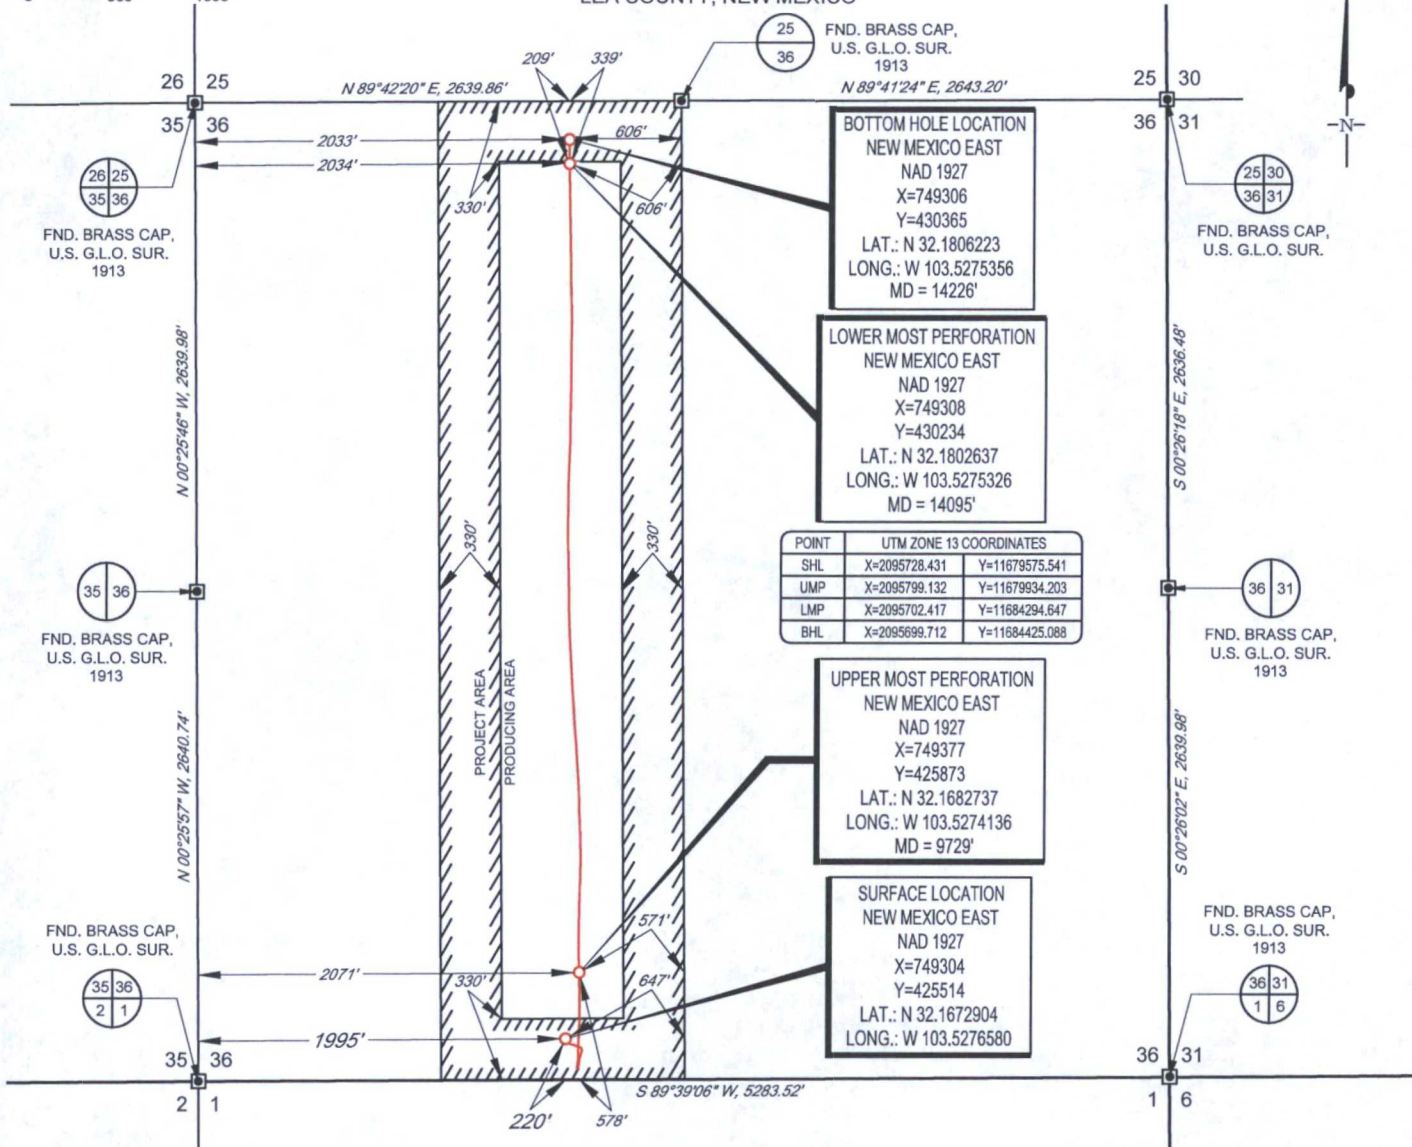 LEA COUNTY, NEW MEXICO
25
36
FND. BRASS CAP,
U.S. G.L.O. SUR.
1913
209'
339'
26 25
35 36
N 89°42'20" E, 2639.86'
N 89°41'24" E, 2643.20'
25 30
36 31
-N-
2033'
2034'
606'
606'
330'
26 25
35 36
FND. BRASS CAP,
U.S. G.L.O. SUR.
1913
25 30
36 31
FND. BRASS CAP,
U.S. G.L.O. SUR.
BOTTOM HOLE LOCATION
NEW MEXICO EAST
NAD 1927
X=749306
Y=430365
LAT.: N 32.1806223
LONG.: W 103.5275356
MD = 14226'
LOWER MOST PERFORATION
NEW MEXICO EAST
NAD 1927
X=749308
Y=430234
LAT.: N 32.1802637
LONG.: W 103.5275326
MD = 14095'
N 00°25'46" W, 2639.98'
S 00°26'18" E, 2636.48'
330'
330'
POINT UTM ZONE 13 COORDINATES
SHL X=2095728.431 Y=11679575.541
UMP X=2095799.132 Y=11679934.203
LMP X=2095702.417 Y=11684294.647
BHL X=2095699.712 Y=11684425.088
35 36
FND. BRASS CAP,
U.S. G.L.O. SUR.
1913
36 31
FND. BRASS CAP,
U.S. G.L.O. SUR.
1913
PROJECT AREA
PRODUCING AREA
UPPER MOST PERFORATION
NEW MEXICO EAST
NAD 1927
X=749377
Y=425873
LAT.: N 32.1682737
LONG.: W 103.5274136
MD = 9729'
N 00°25'57" W, 2640.74'
S 00°26'02" E, 2639.98'
SURFACE LOCATION
NEW MEXICO EAST
NAD 1927
X=749304
Y=425514
LAT.: N 32.1672904
LONG.: W 103.5276580
FND. BRASS CAP,
U.S. G.L.O. SUR.
35 36
2 1
FND. BRASS CAP,
U.S. G.L.O. SUR.
1913
36 31
1 6
571'
2071'
330'
647'
1995'
35 36
2 1
36 31
1 6
S 89°39'06" W, 5283.52'
220'
578'